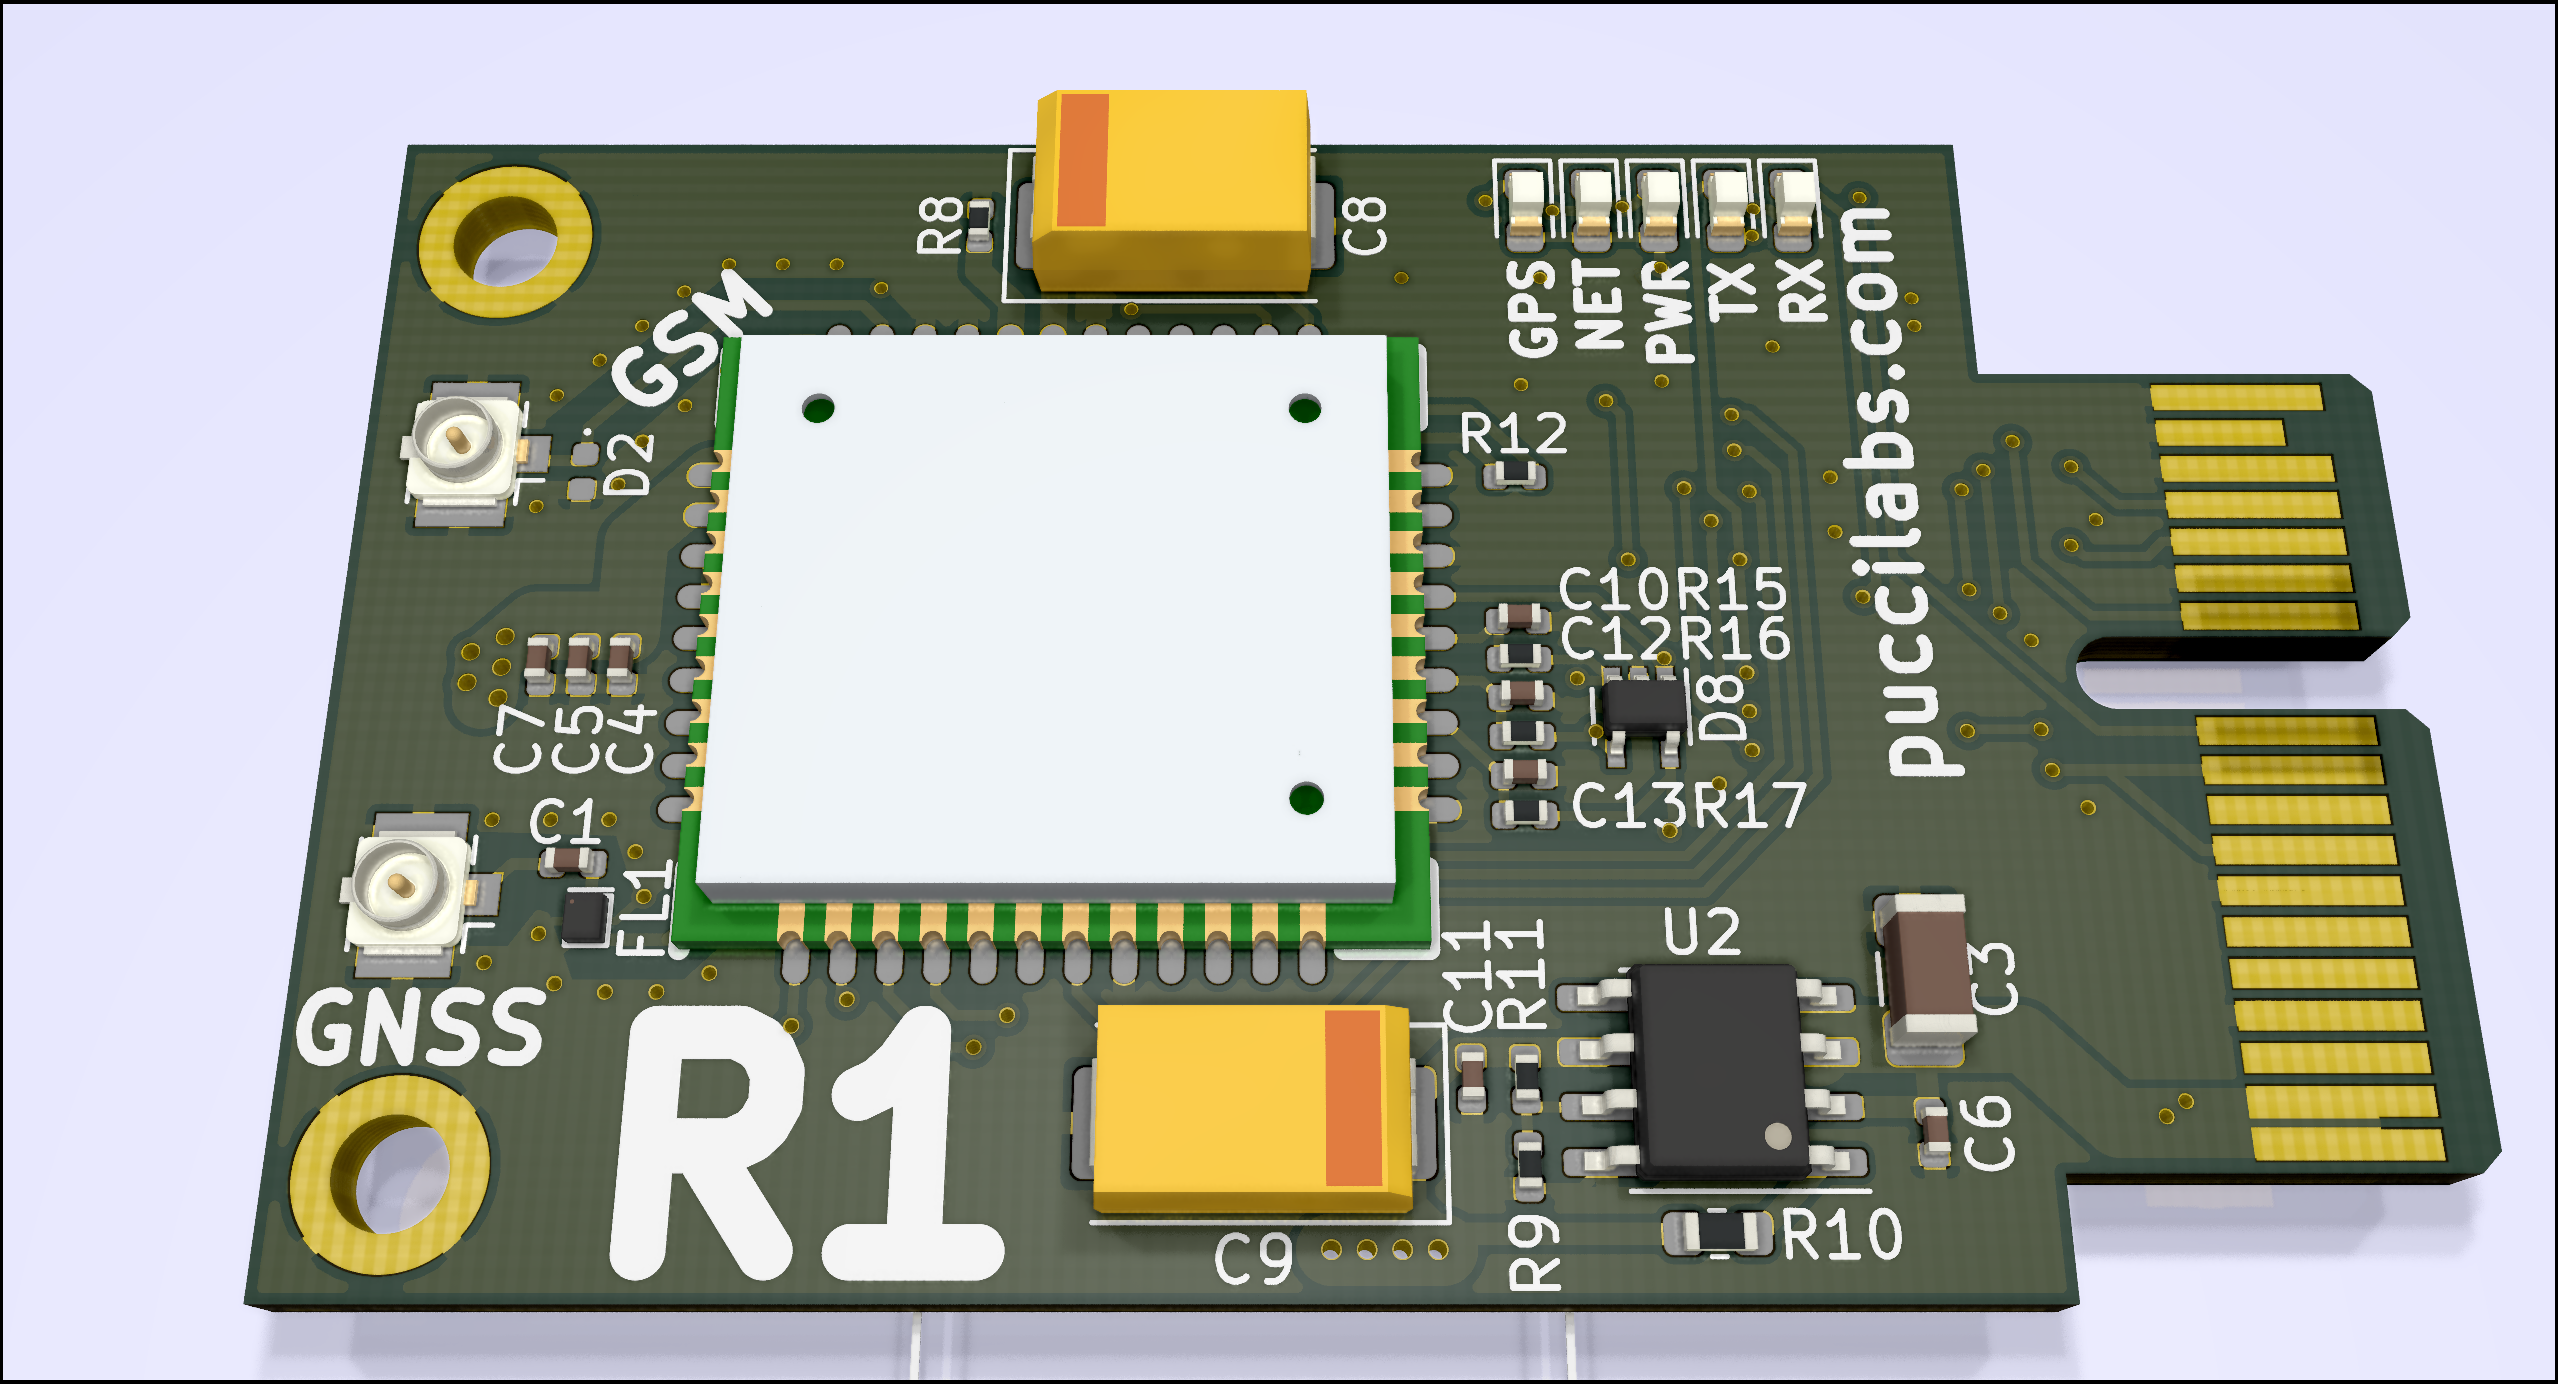 R8
C8
GPS
NET
PWR
TX
RX
GSM
puccilabs.com
D2
R12
C10R15
C12R16
D8
C7
C5
C4
C13R17
C1
FL1
GNSS
R1
C11
R11
U2
C3
C6
C9
R9
R10